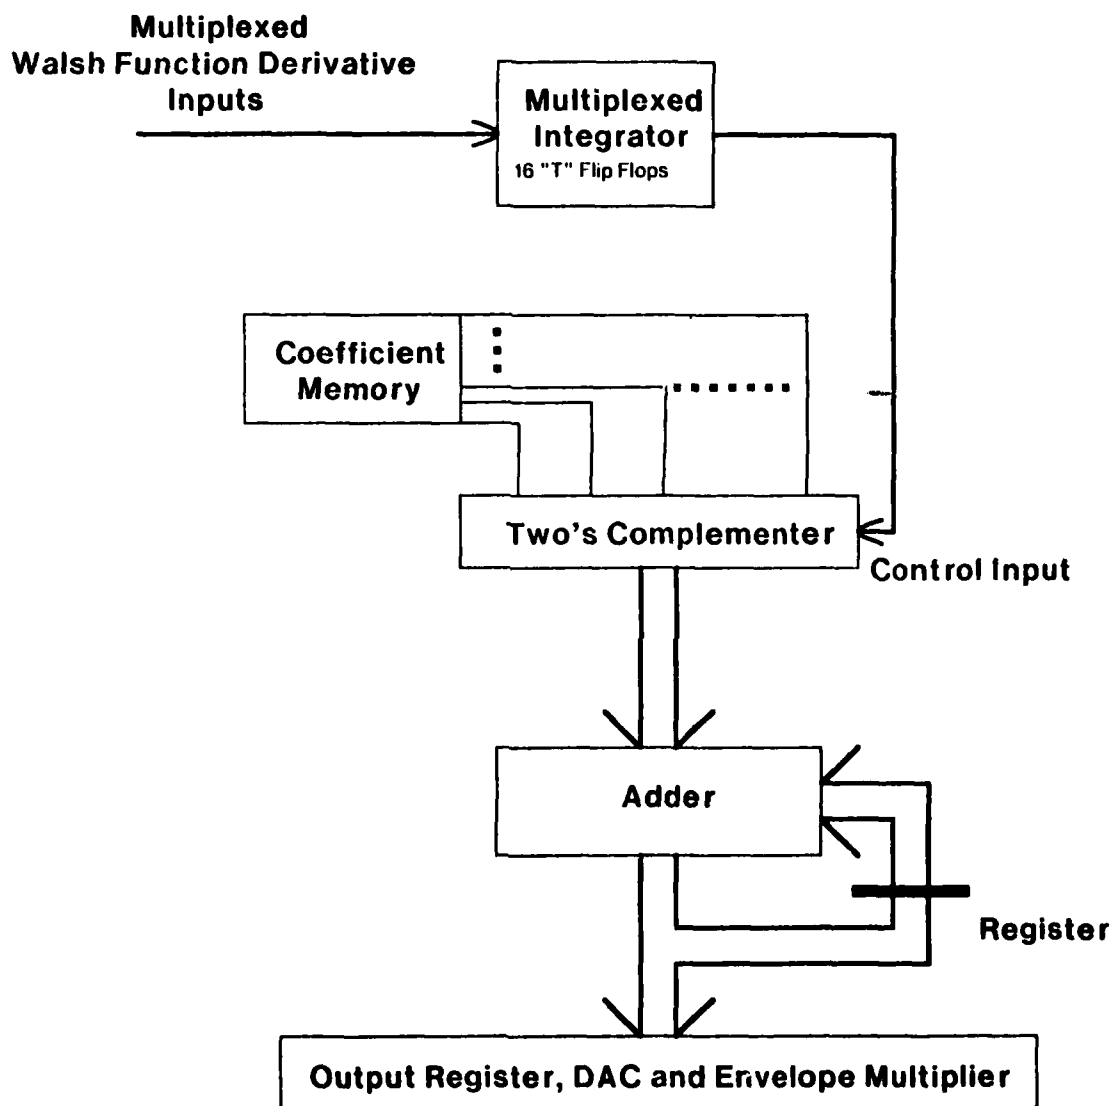 Multiplexed
Walsh Function Derivative
Inputs
Multiplexed
Integrator
16 "T" Flip Flops
Coefficient
Memory
Two's Complementer
Control Input
Adder
Register
Output Register, DAC and Envelope Multiplier